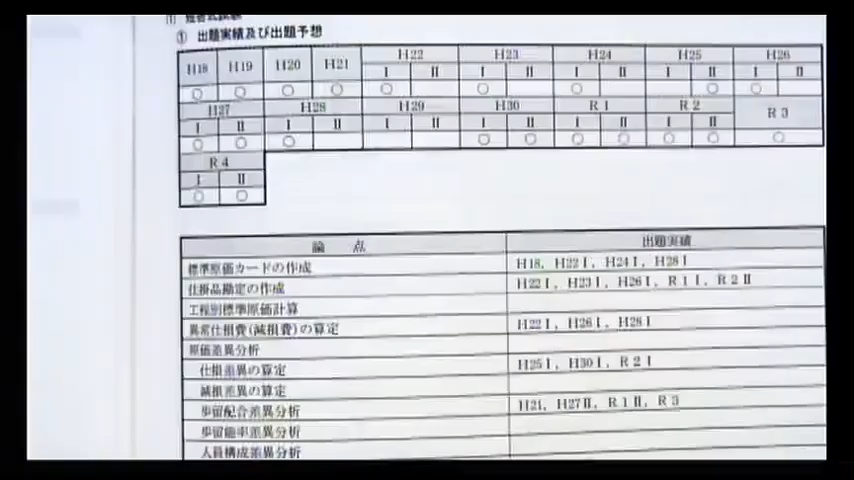 ① 出題実績及び出題予想
H18 H19 H20 H21 H22 H23 H24 H25 H26
Ⅰ Ⅱ Ⅰ Ⅱ Ⅰ Ⅱ Ⅰ Ⅱ Ⅰ Ⅱ
○ ○ ○ ○ ○ ○ ○ ○ ○
H27 H28 H29 H30 R1 R2 R3
Ⅰ Ⅱ Ⅰ Ⅱ Ⅰ Ⅱ Ⅰ Ⅱ Ⅰ Ⅱ Ⅰ Ⅱ
○ ○ ○ ○ ○ ○ ○ ○ ○ ○
R4
Ⅰ Ⅱ
○ ○
論 点 出題実績
標準原価カードの作成 H18, H22Ⅰ, H24Ⅰ, H28Ⅰ
仕掛品勘定の作成 H22Ⅰ, H23Ⅰ, H26Ⅰ, R1Ⅰ, R2Ⅱ
工程別標準原価計算
異常仕損費(減損費)の算定 H22Ⅰ, H26Ⅰ, H28Ⅰ
原価差異分析
仕損差異の算定 H25Ⅰ, H30Ⅰ, R2Ⅰ
減損差異の算定
歩留配合差異分析 H21, H27Ⅱ, R1Ⅱ, R3
歩留能率差異分析
人員構成差異分析